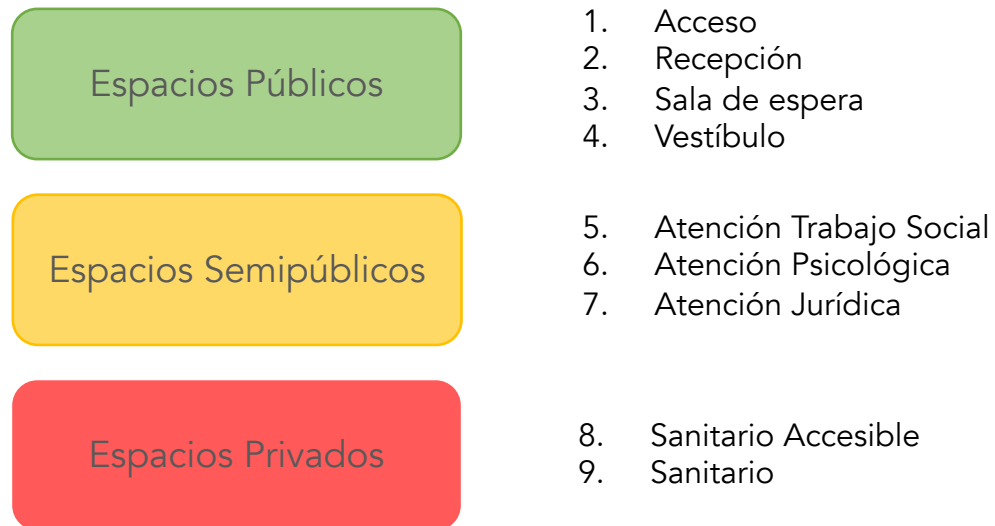 Espacios Públicos
1. Acceso
2. Recepción
3. Sala de espera
4. Vestíbulo
Espacios Semipúblicos
5. Atención Trabajo Social
6. Atención Psicológica
7. Atención Jurídica
Espacios Privados
8. Sanitario Accesible
9. Sanitario